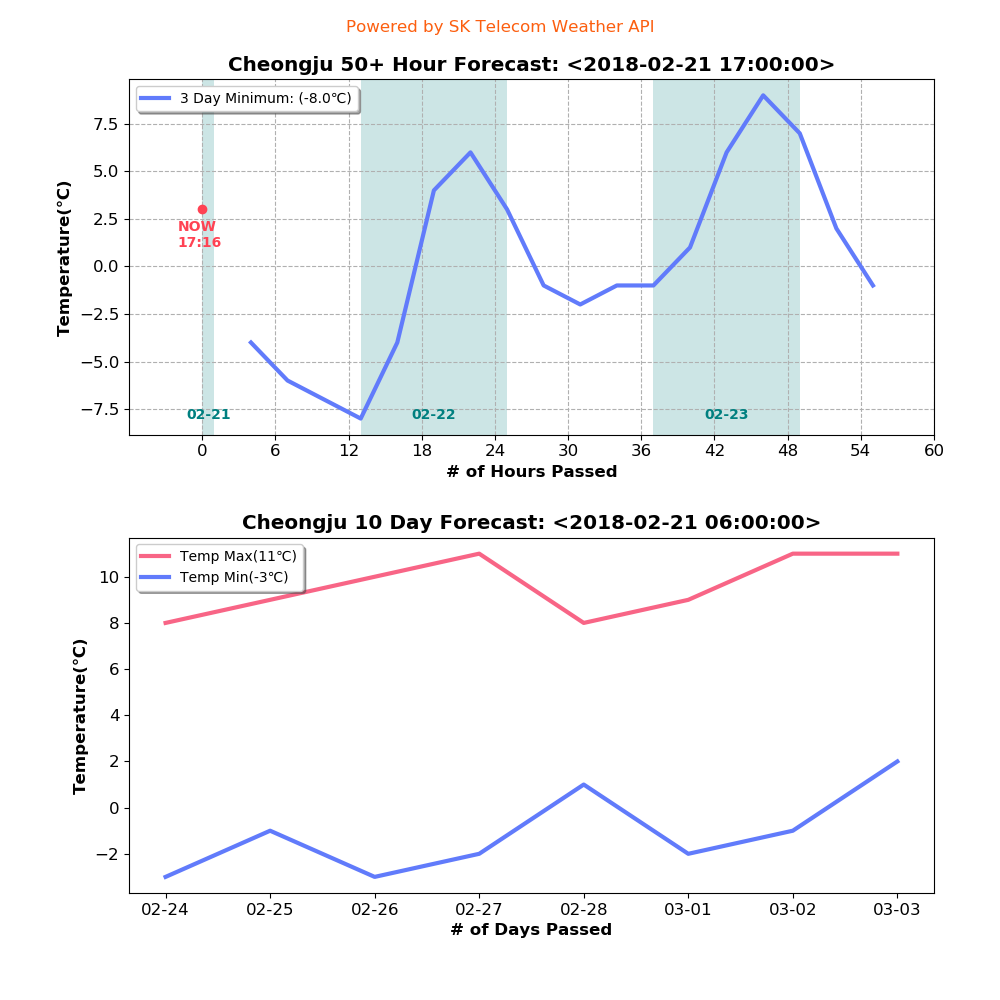 Powered by SK Telecom Weather API
Cheongju 50+ Hour Forecast: <2018-02-21 17:00:00>
3 Day Minimum: (-8.0℃)
Temperature(℃)
7.5
5.0
2.5
0.0
−2.5
−5.0
−7.5
NOW
17:16
02-21 02-22 02-23
0 6 12 18 24 30 36 42 48 54 60
# of Hours Passed
Cheongju 10 Day Forecast: <2018-02-21 06:00:00>
Temp Max(11℃)
Temp Min(-3℃)
Temperature(℃)
10
8
6
4
2
0
−2
02-24 02-25 02-26 02-27 02-28 03-01 03-02 03-03
# of Days Passed